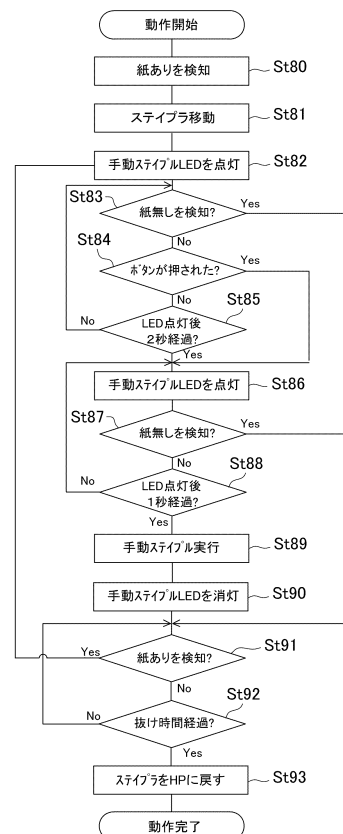 動作開始
紙ありを検知 St80
ステイプラ移動 St81
手動ステイプルLEDを点灯 St82
St83
紙無しを検知? Yes
No
St84
ボタンが押された? Yes
No
St85
No LED点灯後
2秒経過?
Yes
手動ステイプルLEDを点灯 St86
St87
紙無しを検知? Yes
No
St88
No LED点灯後
1秒経過?
Yes
手動ステイプル実行 St89
手動ステイプルLEDを消灯 St90
St91
Yes 紙ありを検知?
No
St92
No 抜け時間経過?
Yes
ステイプラをHPに戻す St93
動作完了